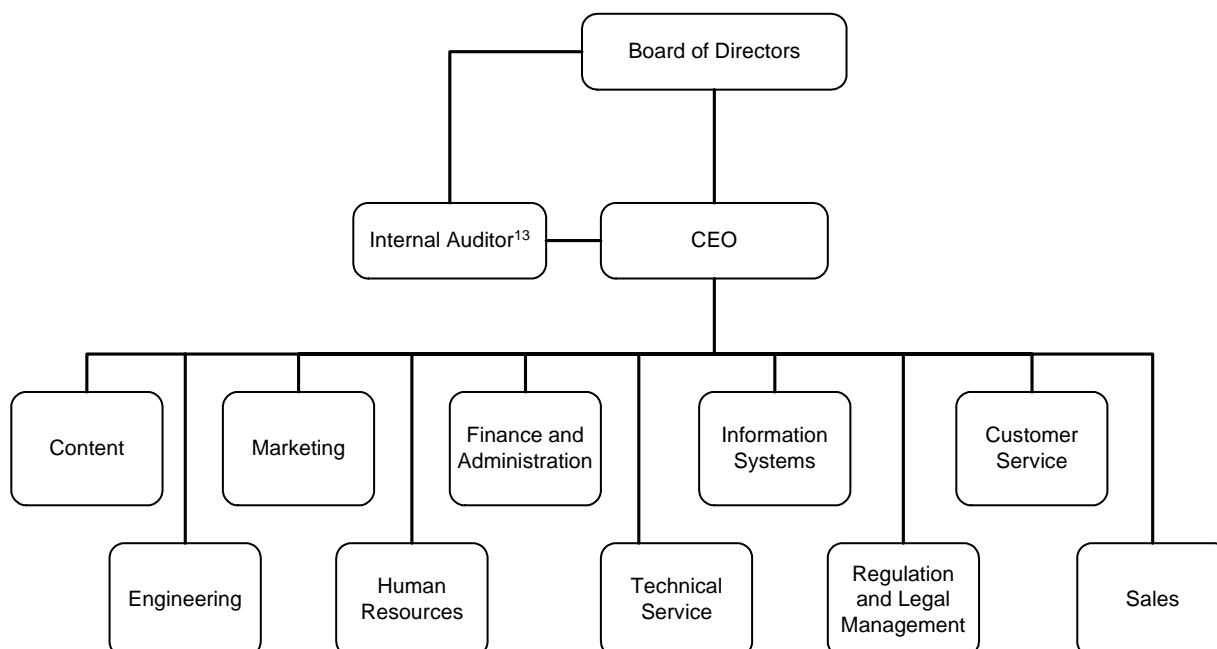 Board of Directors
Internal Auditor13
CEO
Content
Marketing
Finance and
Administration
Information
Systems
Customer
Service
Engineering
Human
Resources
Technical
Service
Regulation
and Legal
Management
Sales